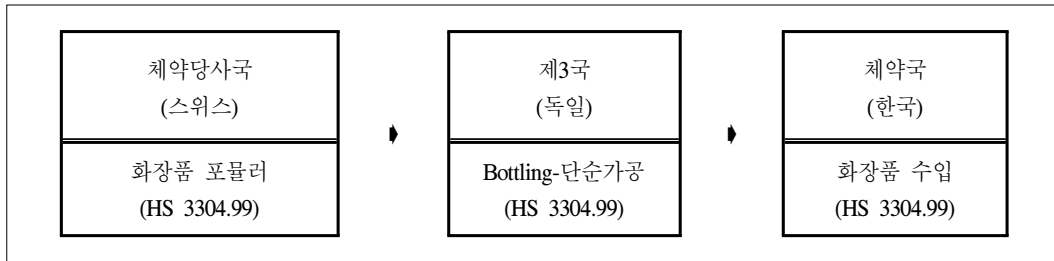 체약당사국
(스위스)
화장품 포뮬러
(HS 3304.99)
제3국
(독일)
Bottling-단순가공
(HS 3304.99)
체약국
(한국)
화장품 수입
(HS 3304.99)